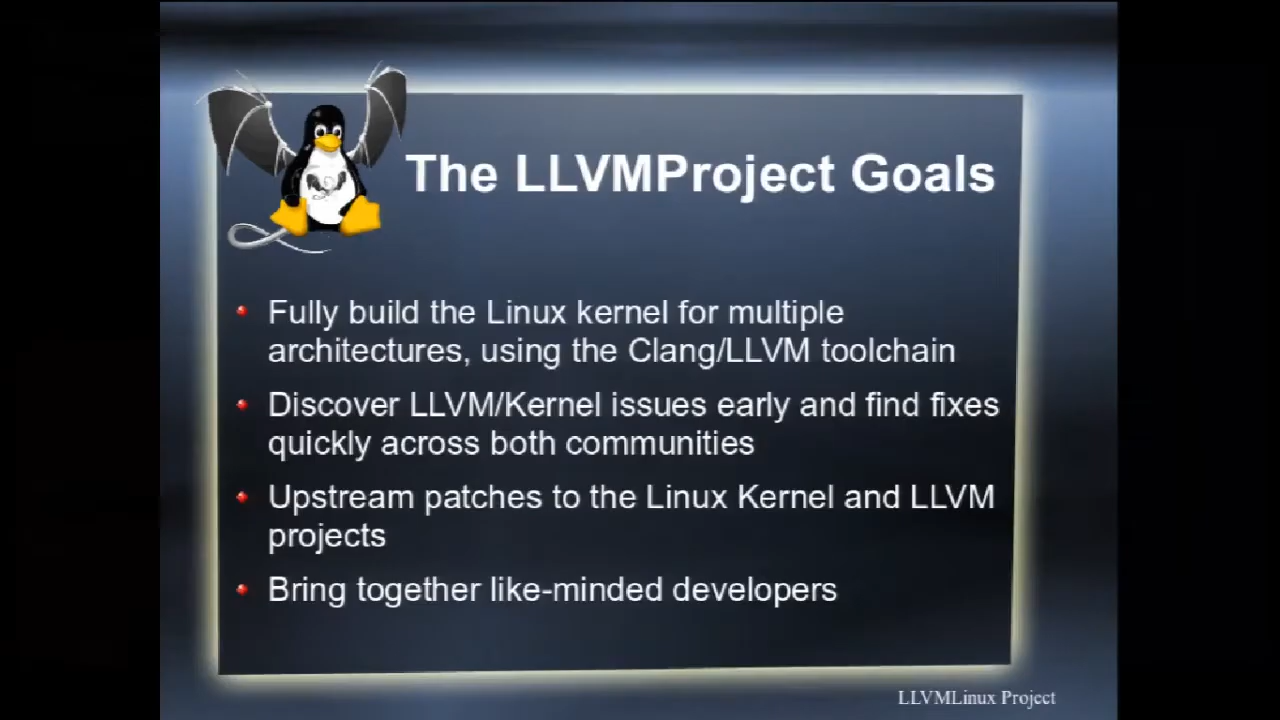 The LLVMProject Goals
Fully build the Linux kernel for multiple
architectures, using the Clang/LLVM toolchain
Discover LLVM/Kernel issues early and find fixes
quickly across both communities
Upstream patches to the Linux Kernel and LLVM
projects
Bring together like-minded developers
LLVMLinux Project